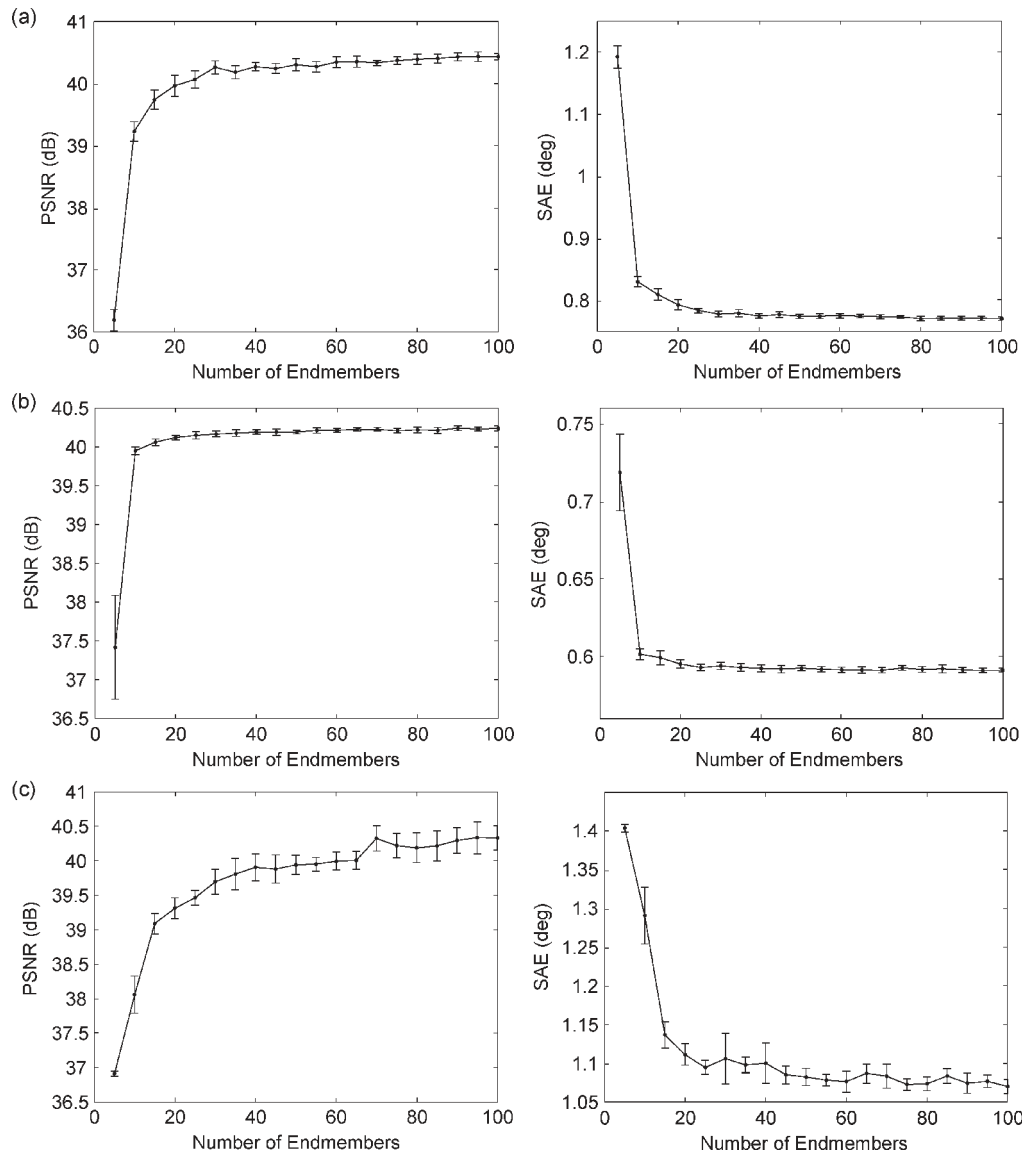 (a)
41
40
39
38
37
36
PSNR (dB)
0 20 40 60 80 100
Number of Endmembers
1.2
1.1
1
0.9
0.8
SAE (deg)
0 20 40 60 80 100
Number of Endmembers
(b)
40.5
40
39.5
39
38.5
38
37.5
37
36.5
PSNR (dB)
0 20 40 60 80 100
Number of Endmembers
0.75
0.7
0.65
0.6
SAE (deg)
0 20 40 60 80 100
Number of Endmembers
(c)
41
40.5
40
39.5
39
38.5
38
37.5
37
36.5
PSNR (dB)
0 20 40 60 80 100
Number of Endmembers
1.4
1.35
1.3
1.25
1.2
1.15
1.1
1.05
SAE (deg)
0 20 40 60 80 100
Number of Endmembers